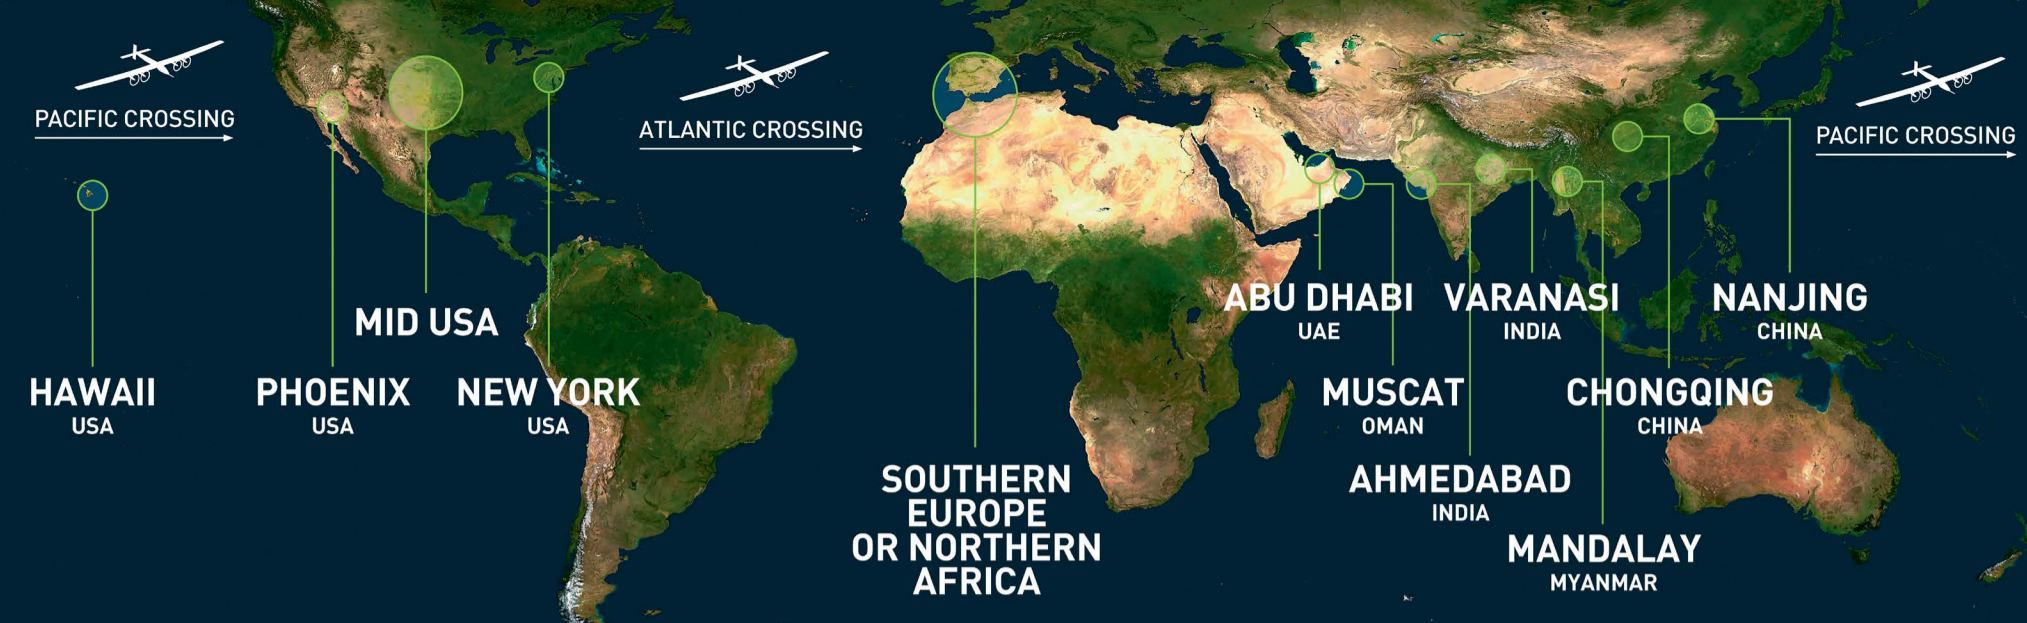 PACIFIC CROSSING
ATLANTIC CROSSING
PACIFIC CROSSING
HAWAII
USA
PHOENIX
USA
MID USA
NEW YORK
USA
SOUTHERN
EUROPE
OR NORTHERN
AFRICA
ABU DHABI
UAE
MUSCAT
OMAN
AHMEDABAD
INDIA
VARANASI
INDIA
MANDALAY
MYANMAR
CHONGQING
CHINA
NANJING
CHINA